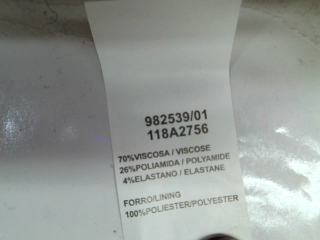 982539/01
118A2756
70%VISCOSA / VISCOSE
26%POLIAMIDA / POLYAMIDE
4%ELASTANO / ELASTANE
FORRO/LINING
100%POLIESTER/POLYESTER